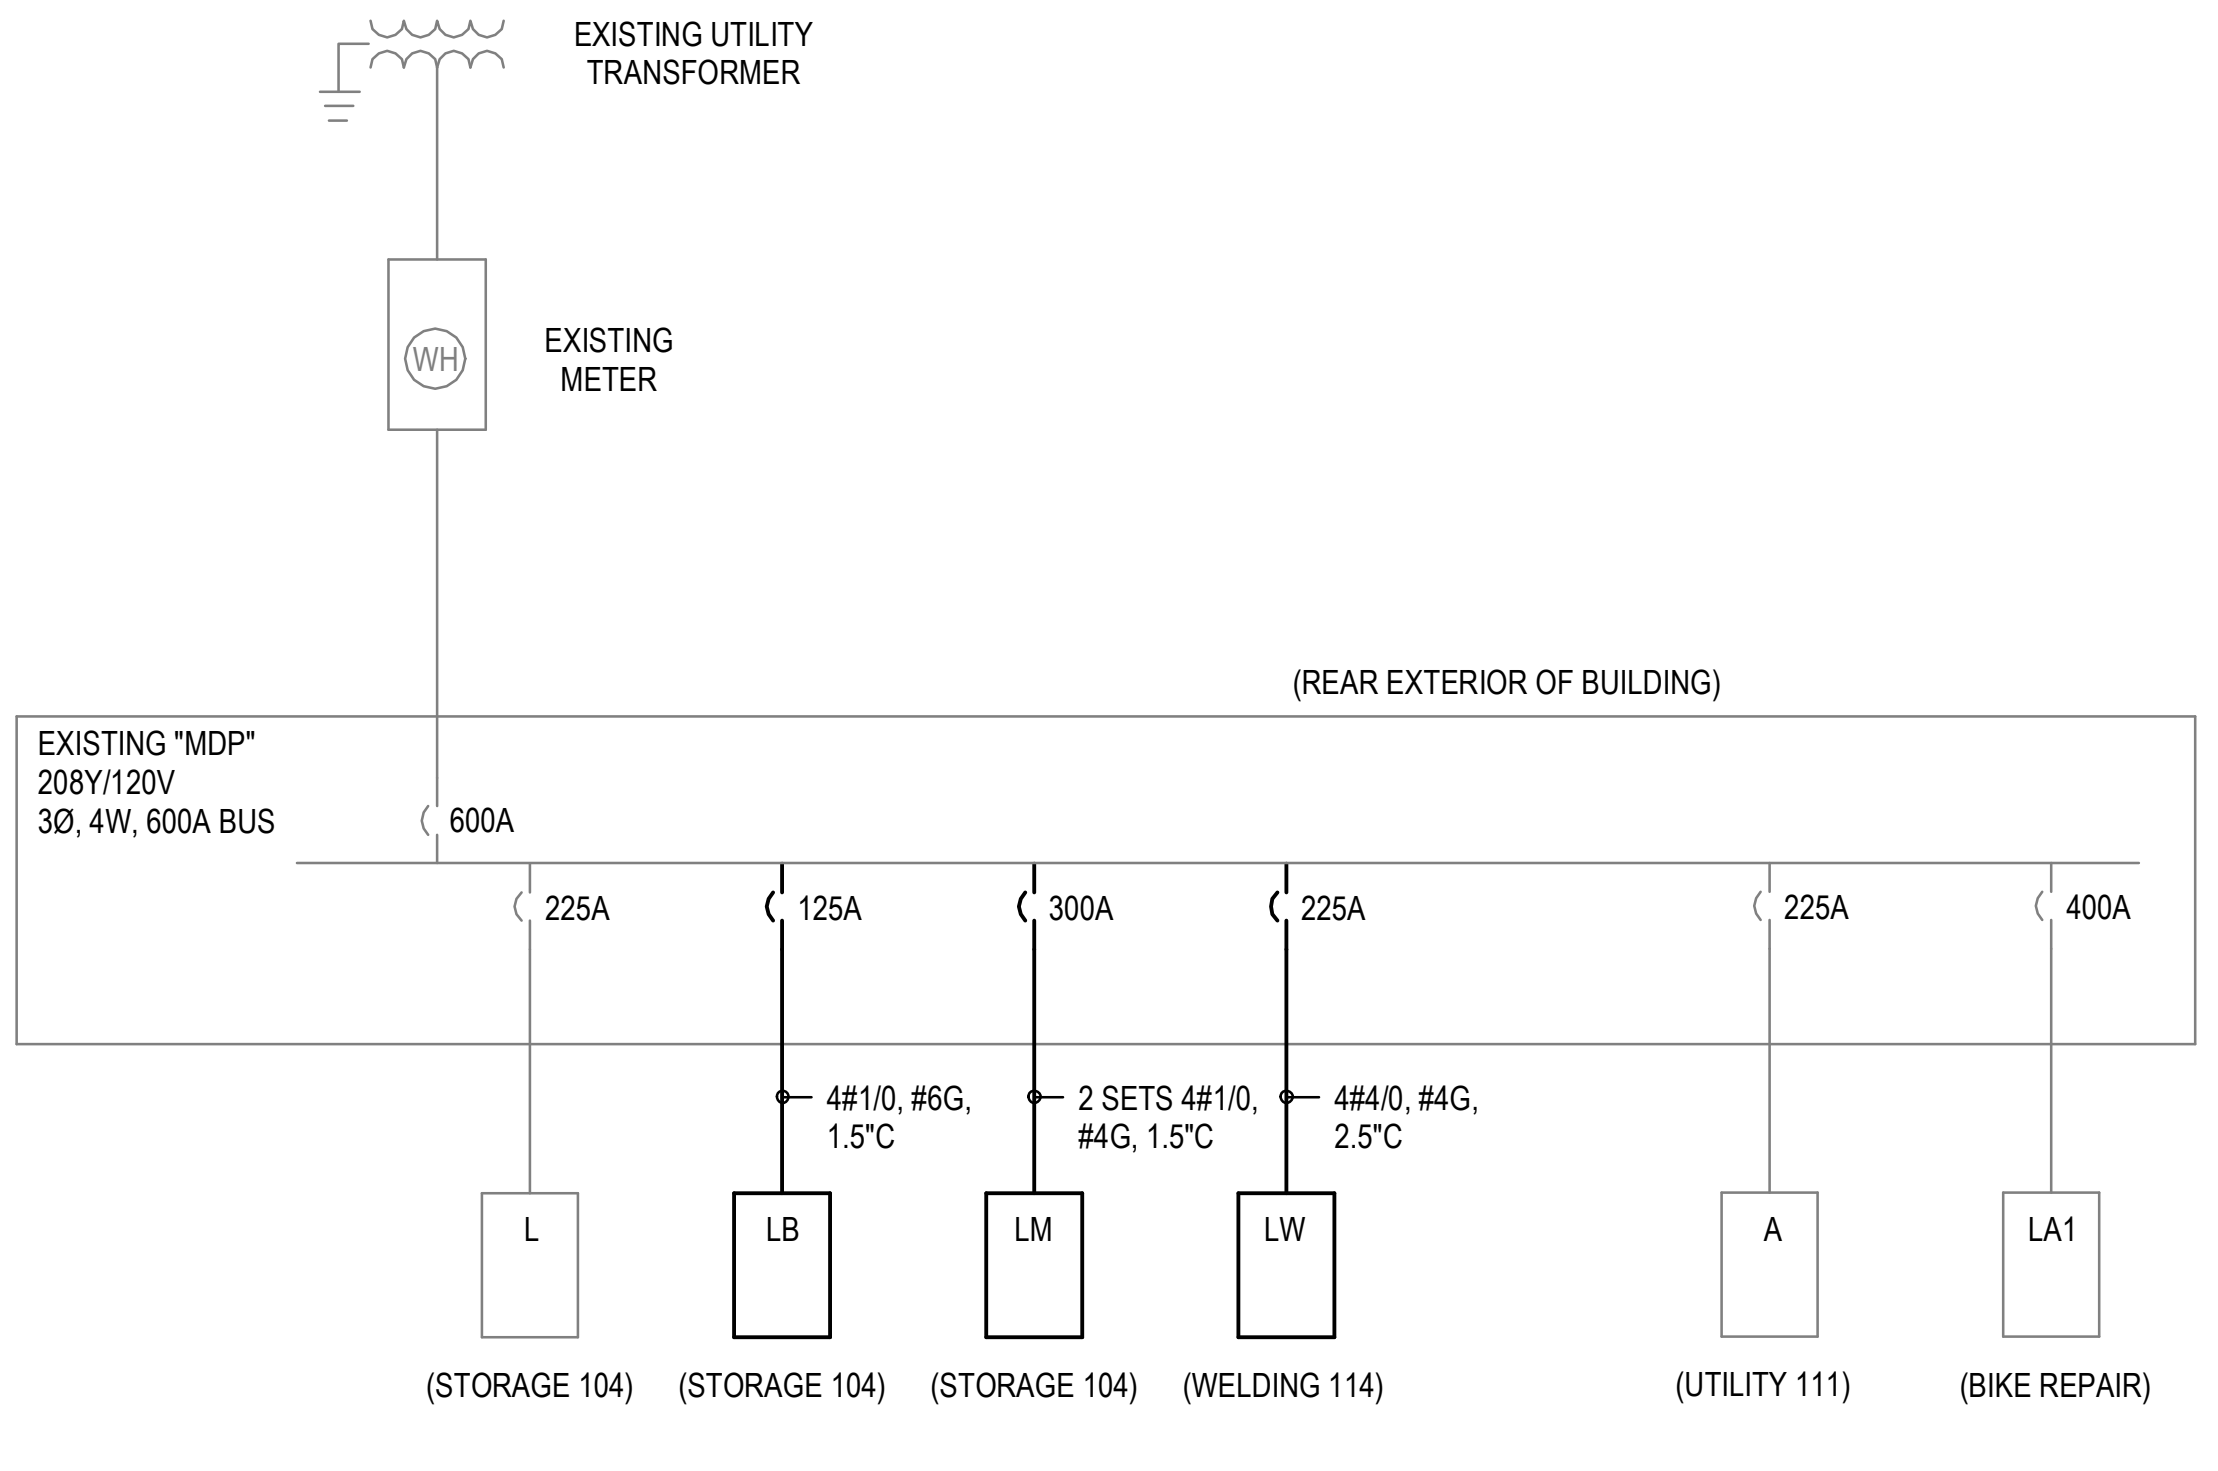 EXISTING UTILITY
TRANSFORMER
WH
EXISTING
METER
(REAR EXTERIOR OF BUILDING)
EXISTING "MDP"
208Y/120V
3Ø, 4W, 600A BUS
600A
225A
125A
300A
225A
225A
400A
4#1/0, #6G,
1.5"C
2 SETS 4#1/0,
#4G, 1.5"C
4#4/0, #4G,
2.5"C
L
LB
LM
LW
A
LA1
(STORAGE 104)
(STORAGE 104)
(STORAGE 104)
(WELDING 114)
(UTILITY 111)
(BIKE REPAIR)